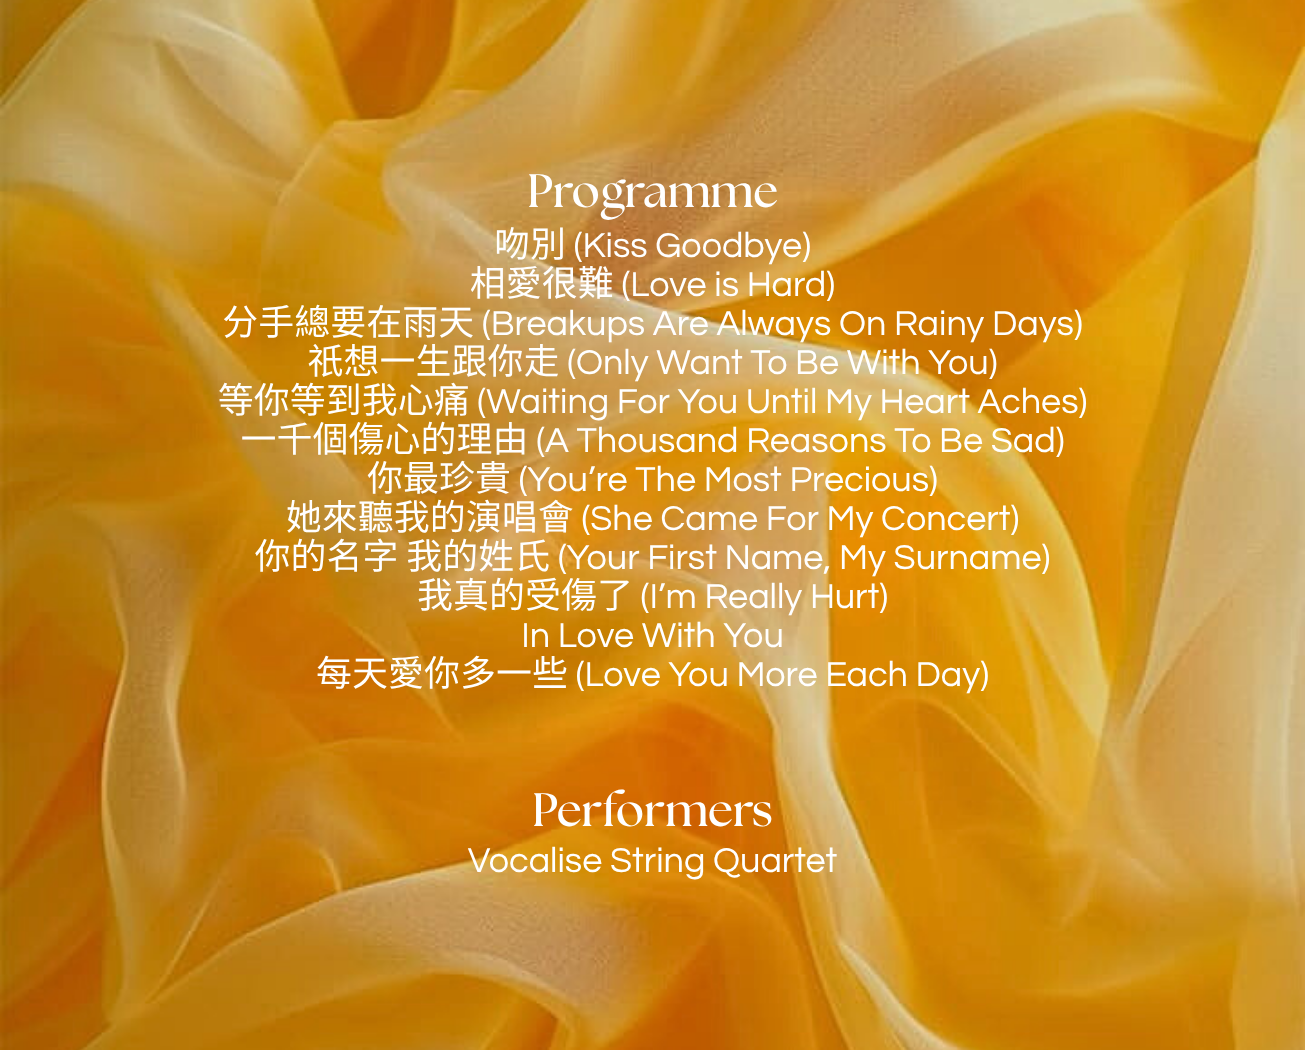 Programme
吻別 (Kiss Goodbye)
相愛很難 (Love is Hard)
分手總要在雨天 (Breakups Are Always On Rainy Days)
祇想一生跟你走 (Only Want To Be With You)
等你等到我心痛 (Waiting For You Until My Heart Aches)
一千個傷心的理由 (A Thousand Reasons To Be Sad)
你最珍貴 (You’re The Most Precious)
她來聽我的演唱會 (She Came For My Concert)
你的名字 我的姓氏 (Your First Name, My Surname)
我真的受傷了 (I’m Really Hurt)
In Love With You
每天愛你多一些 (Love You More Each Day)
Performers
Vocalise String Quartet